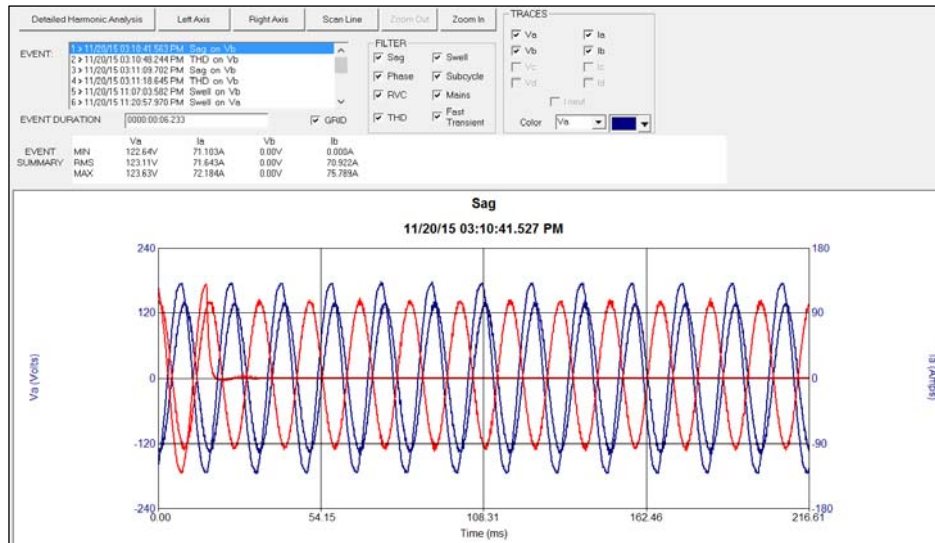 Detailed Harmonic Analysis Left Axis Right Axis Scan Line Zoom Out Zoom In
TRACES
Va Ia
Vb Ib
Vc Ic
Vd Id
I neut
Color Va
EVENT:
1 > 11/20/15 03:10:41.563 PM Sag on Vb
2 > 11/20/15 03:10:48.244 PM THD on Vb
3 > 11/20/15 03:11:09.702 PM Sag on Vb
4 > 11/20/15 03:11:18.645 PM THD on Vb
5 > 11/20/15 11:07:03.582 PM Swell on Vb
6 > 11/20/15 11:20:57.970 PM Swell on Va
FILTER
Sag Swell
Phase Subcycle
RVC Mains
THD Fast Transient
EVENT DURATION 0000:00:06.233 GRID
Va Ia Vb Ib
EVENT SUMMARY
MIN 122.64V 71.103A 0.00V 0.000A
RMS 123.11V 71.643A 0.00V 70.922A
MAX 123.63V 72.184A 0.00V 75.789A
Sag
11/20/15 03:10:41.527 PM
240 180
120 90
0 0
-120 -90
-240 -180
Va (Volts)
Ia (Amps)
0.00 54.15 108.31 162.46 216.61
Time (ms)